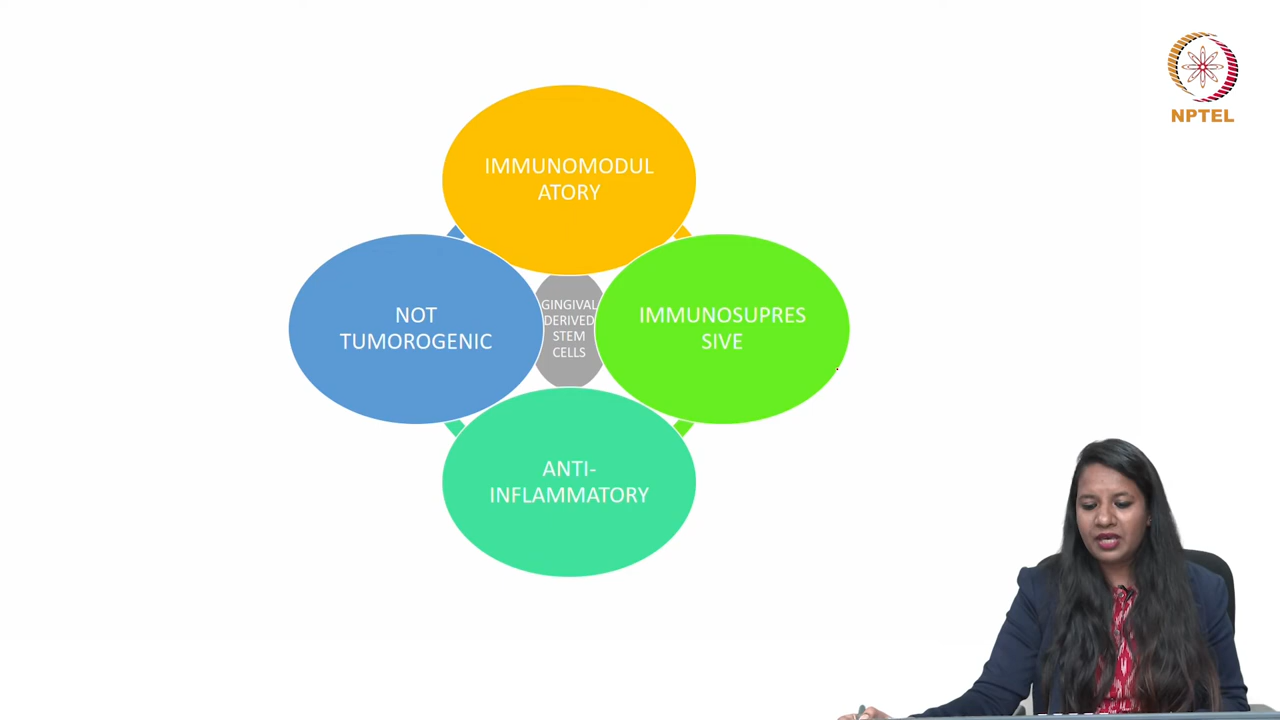 NPTEL
IMMUNOMODUL
ATORY
NOT
TUMOROGENIC
GINGIVAL
DERIVED
STEM
CELLS
IMMUNOSUPRES
SIVE
ANTI-
INFLAMMATORY